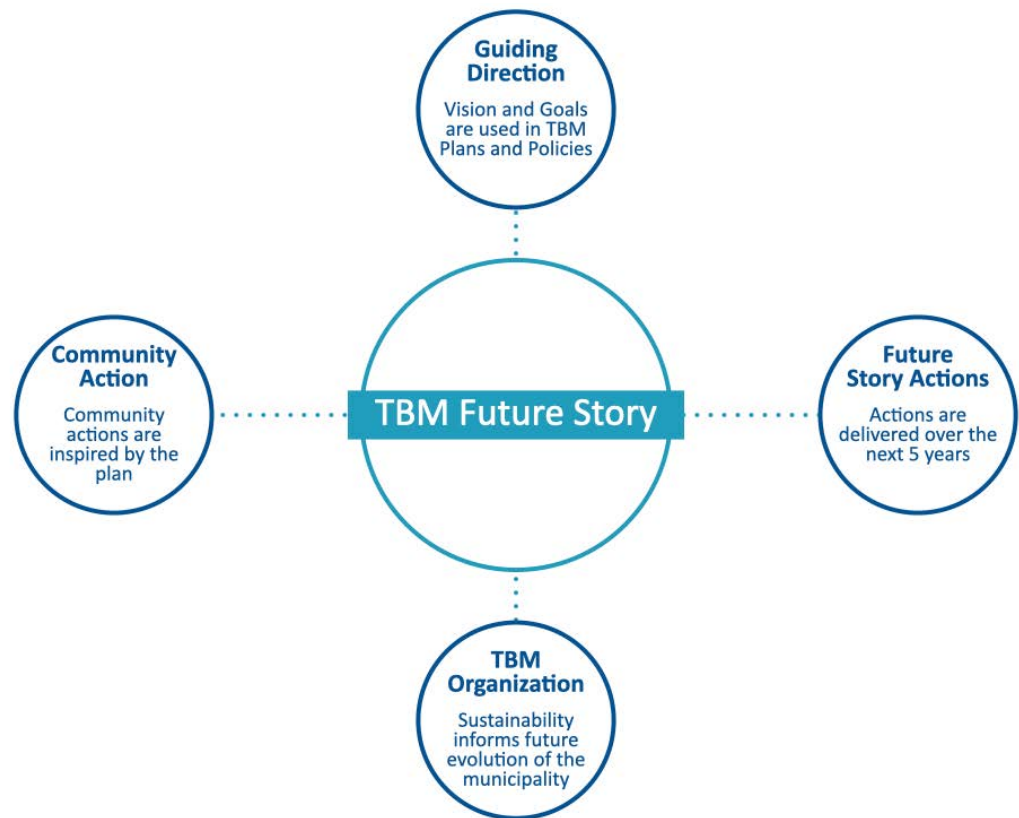 Guiding
Direction
Vision and Goals
are used in TBM
Plans and Policies
Community
Action
Community
actions are
inspired by the
plan
TBM Future Story
Future
Story Actions
Actions are
delivered over the
next 5 years
TBM
Organization
Sustainability
informs future
evolution of the
municipality